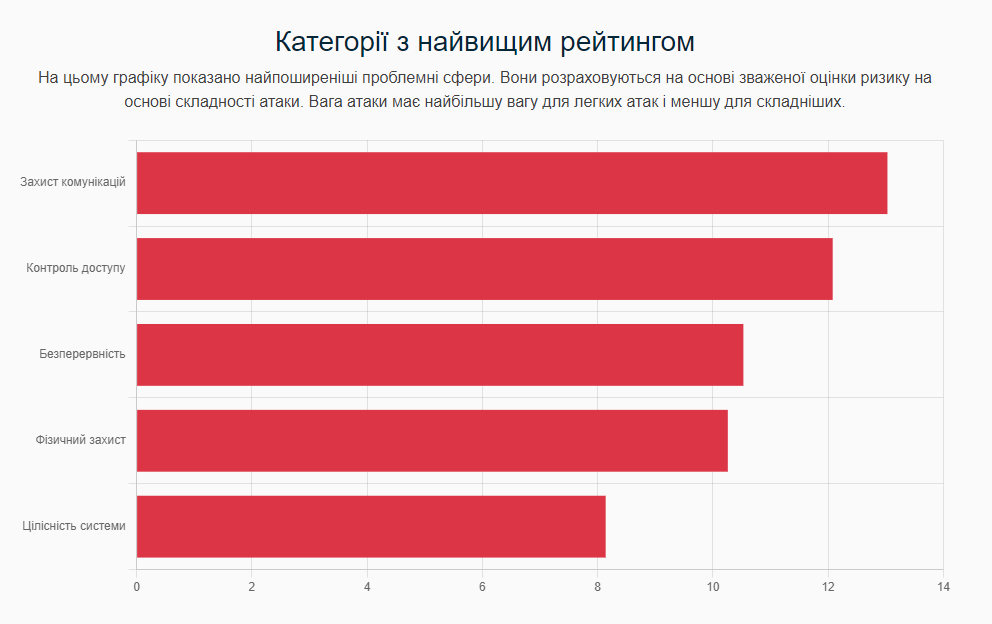 Категорії з найвищим рейтингом
На цьому графіку показано найпоширеніші проблемні сфери. Вони розраховуються на основі зваженої оцінки ризику на
основі складності атаки. Вага атаки має найбільшу вагу для легких атак і меншу для складніших.
Захист комунікацій
Контроль доступу
Безперервність
Фізичний захист
Цілісність системи
0 2 4 6 8 10 12 14